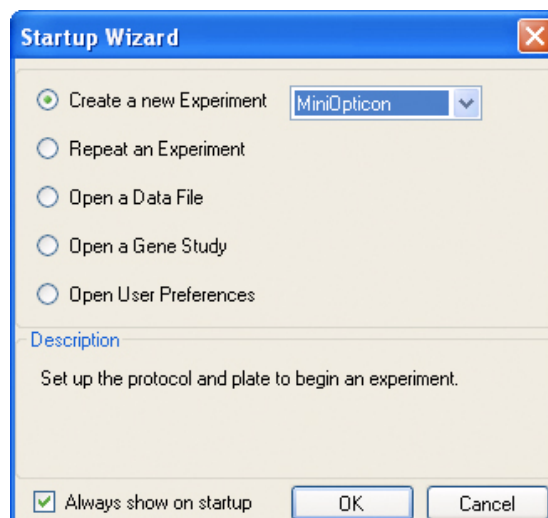 Startup Wizard
Create a new Experiment MiniOpticon
Repeat an Experiment
Open a Data File
Open a Gene Study
Open User Preferences
Description
Set up the protocol and plate to begin an experiment.
Always show on startup OK Cancel